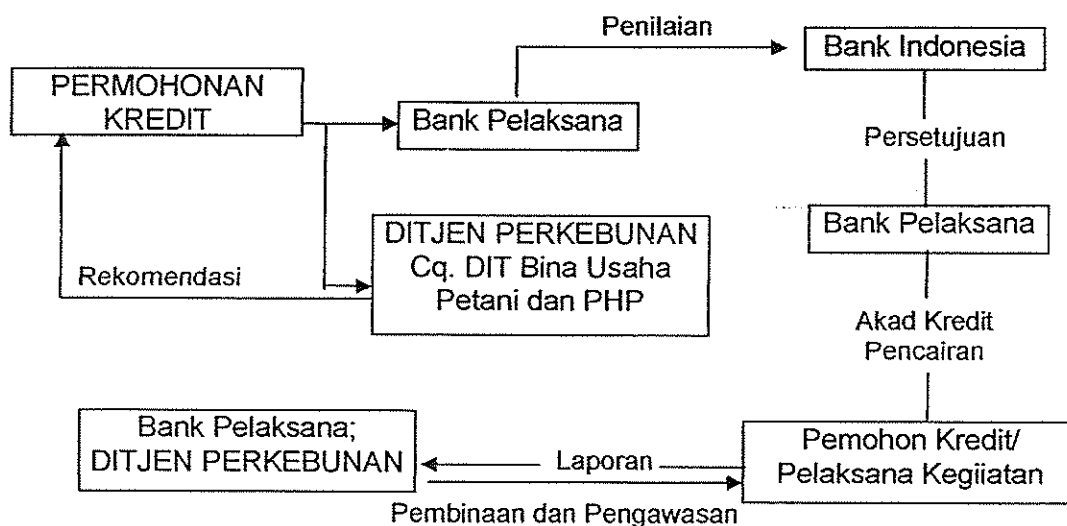 Penilaian
Bank Indonesia
PERMOHONAN
KREDIT
Bank Pelaksana
Persetujuan
Bank Pelaksana
DITJEN PERKEBUNAN
Cq. DIT Bina Usaha
Petani dan PHP
Rekomendasi
Akad Kredit
Pencairan
Bank Pelaksana;
DITJEN PERKEBUNAN
Laporan
Pemohon Kredit/
Pelaksana Kegiiatan
Pembinaan dan Pengawasan